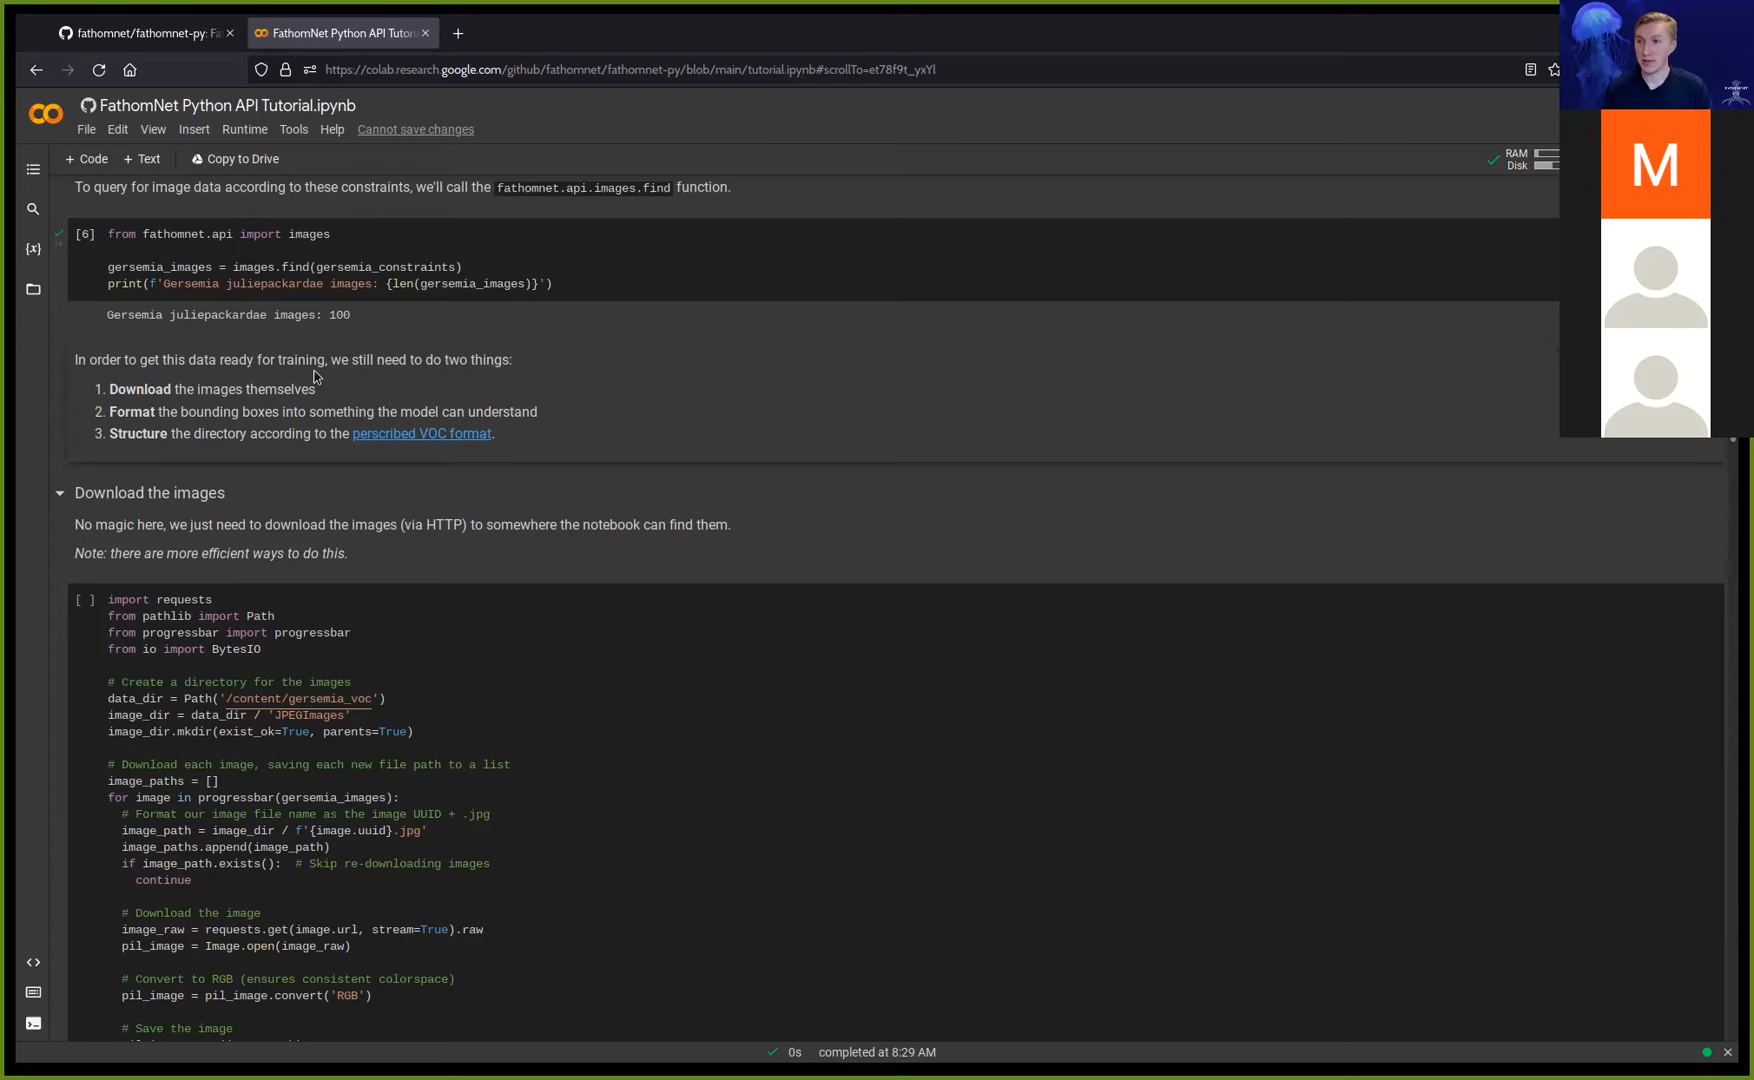 fathomnet/fathomnet-py: Fa
FathomNet Python API Tutor
https://colab.research.google.com/github/fathomnet/fathomnet-py/blob/main/tutorial.ipynb#scrollTo=et78f9t_yxYl
FathomNet Python API Tutorial.ipynb
File Edit View Insert Runtime Tools Help Cannot save changes
+ Code + Text Copy to Drive
RAM
Disk
M
To query for image data according to these constraints, we'll call the fathomnet.api.images.find function.
[6] from fathomnet.api import images
1s
gersemia_images = images.find(gersemia_constraints)
print(f'Gersemia juliepackardae images: {len(gersemia_images)}')
Gersemia juliepackardae images: 100
In order to get this data ready for training, we still need to do two things:
1. Download the images themselves
2. Format the bounding boxes into something the model can understand
3. Structure the directory according to the perscribed VOC format.
Download the images
No magic here, we just need to download the images (via HTTP) to somewhere the notebook can find them.
Note: there are more efficient ways to do this.
[ ] import requests
from pathlib import Path
from progressbar import progressbar
from io import BytesIO
# Create a directory for the images
data_dir = Path('/content/gersemia_voc')
image_dir = data_dir / 'JPEGImages'
image_dir.mkdir(exist_ok=True, parents=True)
# Download each image, saving each new file path to a list
image_paths = []
for image in progressbar(gersemia_images):
# Format our image file name as the image UUID + .jpg
image_path = image_dir / f'{image.uuid}.jpg'
image_paths.append(image_path)
if image_path.exists(): # Skip re-downloading images
continue
# Download the image
image_raw = requests.get(image.url, stream=True).raw
pil_image = Image.open(image_raw)
# Convert to RGB (ensures consistent colorspace)
pil_image = pil_image.convert('RGB')
# Save the image
0s completed at 8:29 AM